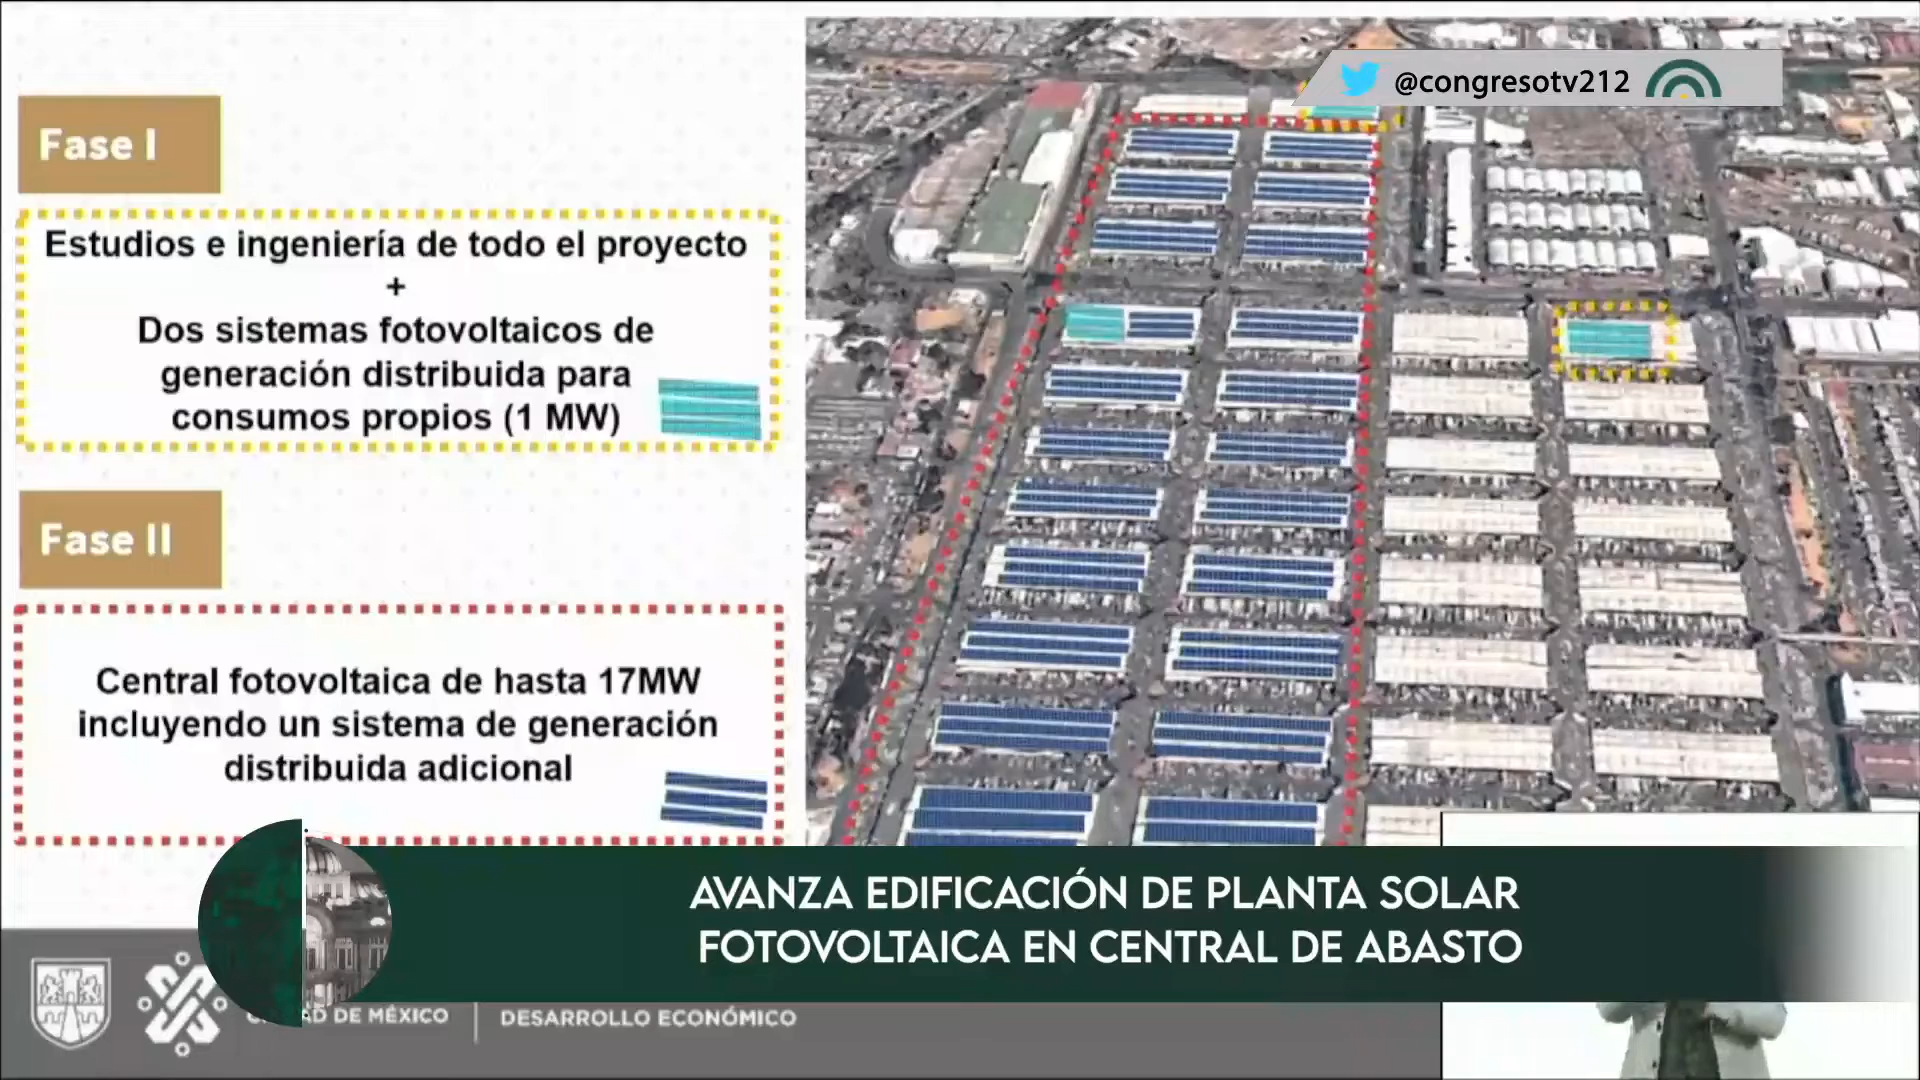 @congresotv212
Fase I
Estudios e ingeniería de todo el proyecto
+
Dos sistemas fotovoltaicos de
generación distribuida para
consumos propios (1 MW)
Fase II
Central fotovoltaica de hasta 17MW
incluyendo un sistema de generación
distribuida adicional
AVANZA EDIFICACIÓN DE PLANTA SOLAR
FOTOVOLTAICA EN CENTRAL DE ABASTO
DE MÉXICO
DESARROLLO ECONÓMICO